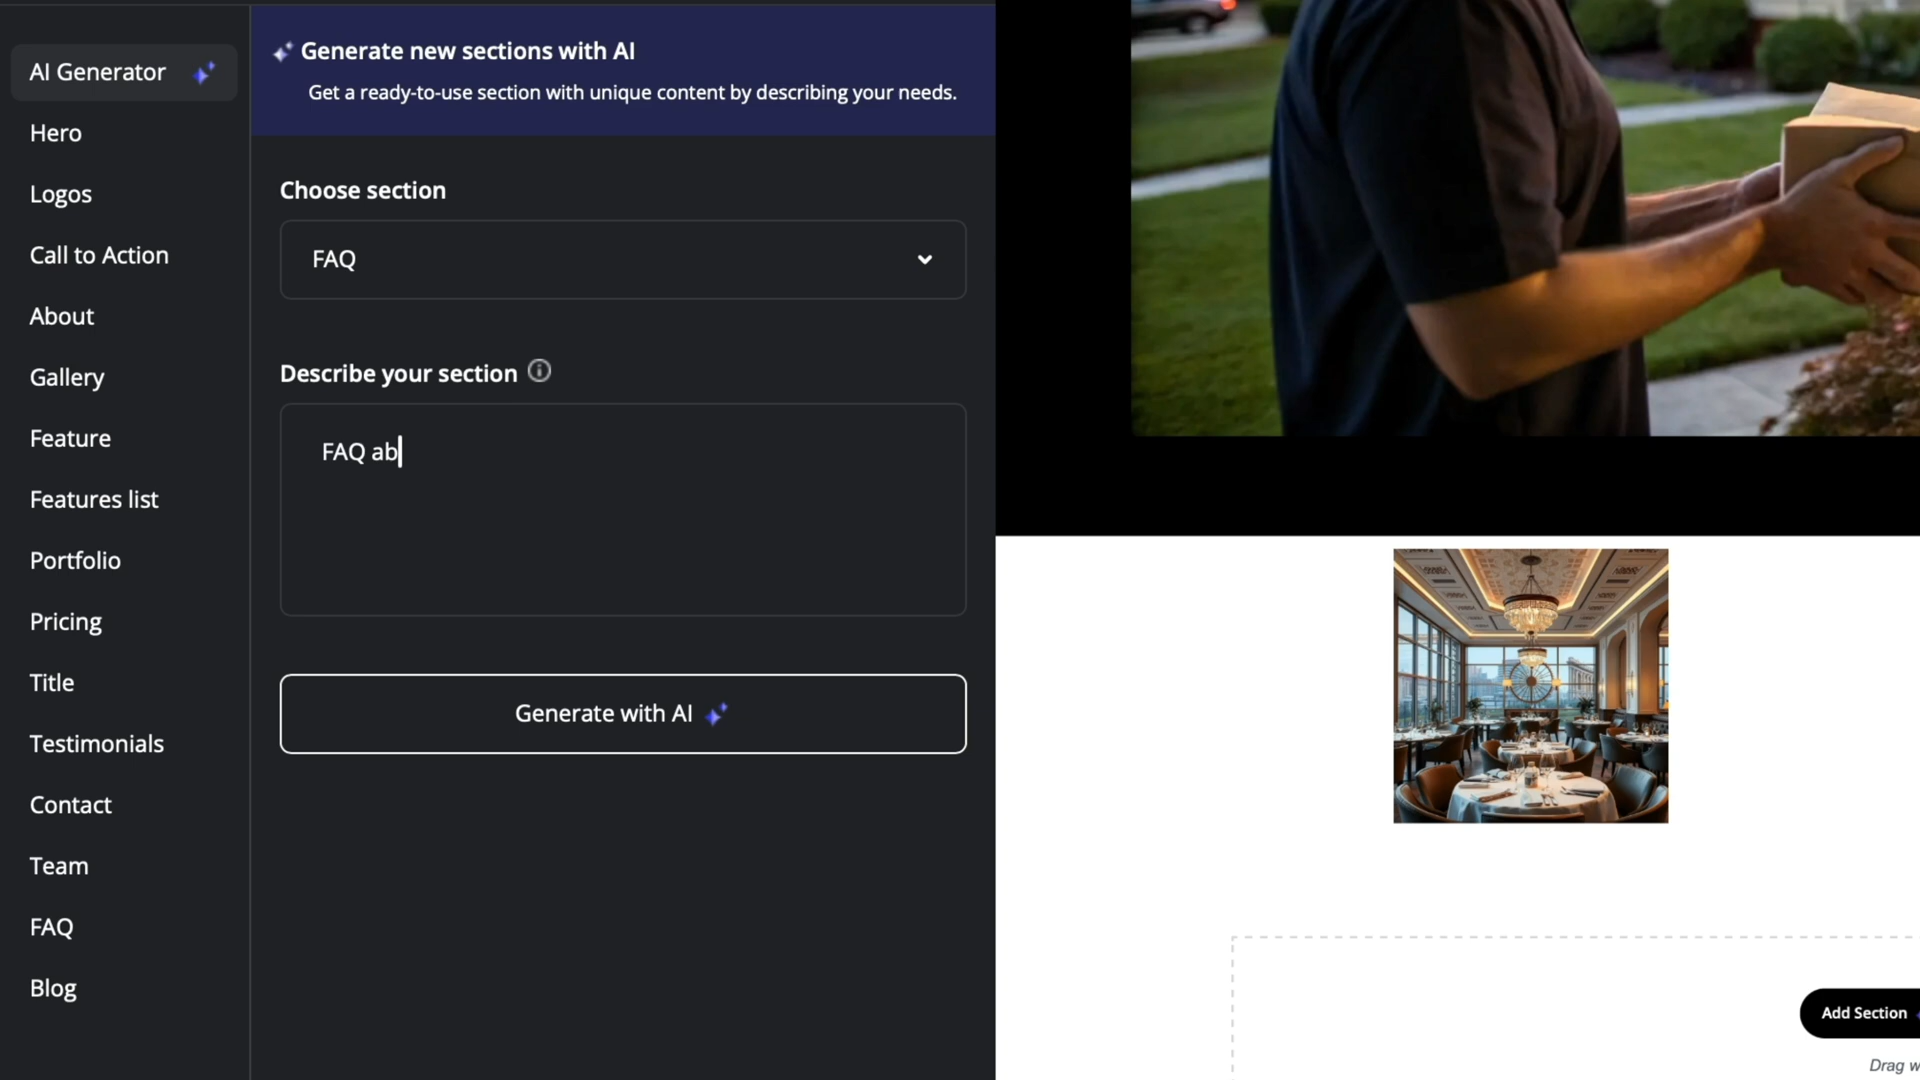 AI Generator
Hero
Logos
Call to Action
About
Gallery
Feature
Features list
Portfolio
Pricing
Title
Testimonials
Contact
Team
FAQ
Blog
Generate new sections with AI
Get a ready-to-use section with unique content by describing your needs.
Choose section
FAQ
Describe your section
FAQ ab
Generate with AI
Add Section
Drag w